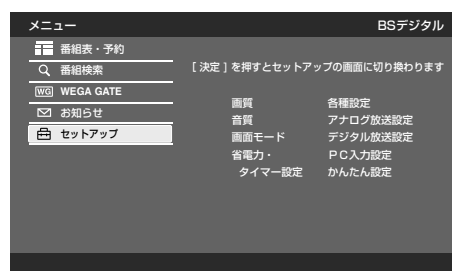 メニュー
BSデジタル
番組表・予約
番組検索
WG WEGA GATE
お知らせ
セットアップ
［決定］を押すとセットアップの画面に切り換わります
画質 各種設定
音質 アナログ放送設定
画面モード デジタル放送設定
省電力・ PC入力設定
タイマー設定 かんたん設定